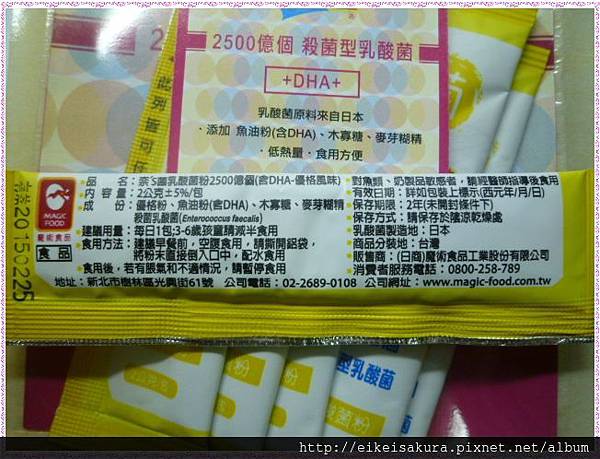 2500億個 殺菌型乳酸菌
+DHA+
乳酸菌原料來自日本
·添加 魚油粉(含DHA)、木寡糖、麥芽糊精
·低熱量·食用方便
MAGIC
FOOD
魔術食品
食品
20150225
品名：奈ˊS菌乳酸菌粉2500億個(含DHA-優格風味)
內容量：2公克±5%/包
成份：優格粉、魚油粉(含DHA)、木寡糖、麥芽糊精
殺菌乳酸菌(Enterococcus faecalis)
·建議用量：每日1包;3-6歲孩童請減半食用
·食用方法：建議早餐前，空腹食用，請撕開鋁袋，
將粉末直接倒入口中，配水食用
·食用後，若有脹氣和不適情況，請暫停食用
地址：新北市樹林區光興街61號 公司電話：02-2689-0108 公司網址：www.magic-food.com.tw
·對魚類、奶製品敏感者，請經醫師指導後食用
·有效日期：詳如包裝上標示(西元年/月/日)
·保存期限：2年(未開封條件下)
·保存方式：請保存於陰涼乾燥處
乳酸菌製造地：日本
·商品分裝地：台灣
·販售商：(日商)魔術食品工業股份有限公司
·消費者服務電話：0800-258-789
型乳酸菌
http://eikeisakura.pixnet.net/album